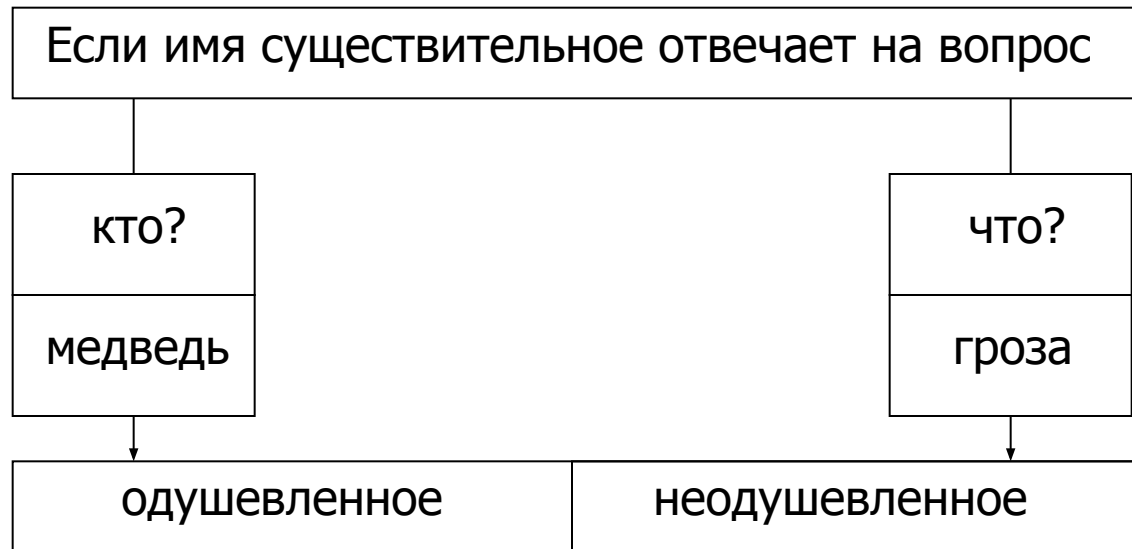 Если имя существительное отвечает на вопрос
кто?
что?
медведь
гроза
одушевленное
неодушевленное